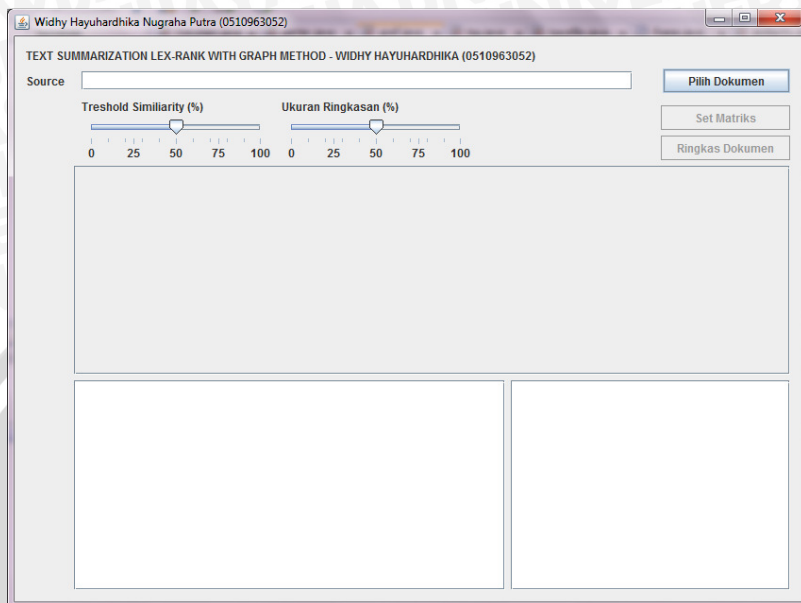 Widhy Hayuhardhika Nugraha Putra (0510963052)
TEXT SUMMARIZATION LEX-RANK WITH GRAPH METHOD - WIDHY HAYUHARDHIKA (0510963052)
Source
Pilih Dokumen
Treshold Similiarity (%)
Ukuran Ringkasan (%)
Set Matriks
0 25 50 75 100
0 25 50 75 100
Ringkas Dokumen